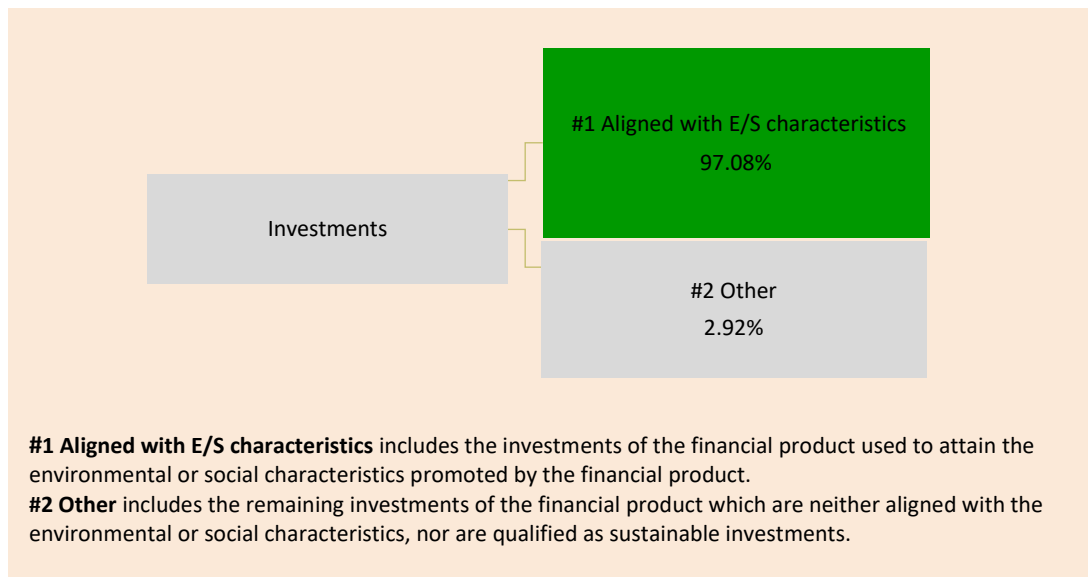 #1 Aligned with E/S characteristics
97.08%
Investments
#2 Other
2.92%
#1 Aligned with E/S characteristics includes the investments of the financial product used to attain the
environmental or social characteristics promoted by the financial product.
#2 Other includes the remaining investments of the financial product which are neither aligned with the
environmental or social characteristics, nor are qualified as sustainable investments.